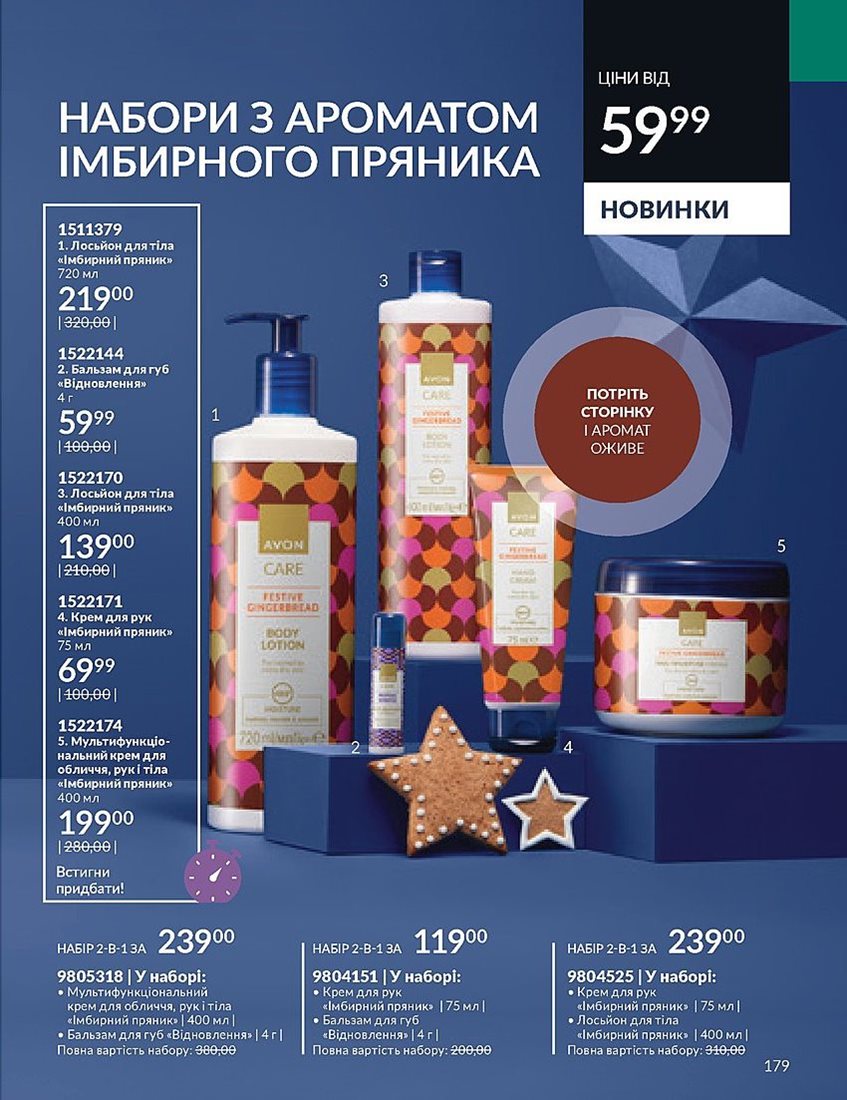 ЦІНИ ВІД
59⁹⁹
НОВИНКИ
НАБОРИ З АРОМАТОМ
ІМБИРНОГО ПРЯНИКА
1511379
1. Лосьйон для тіла
«Імбирний пряник»
720 мл
219⁰⁰
|320,00|
1522144
2. Бальзам для губ
«Відновлення»
4 г
59⁹⁹
|100,00|
1522170
3. Лосьйон для тіла
«Імбирний пряник»
400 мл
139⁰⁰
|210,00|
1522171
4. Крем для рук
«Імбирний пряник»
75 мл
69⁹⁹
|100,00|
1522174
5. Мультифункціо-
нальний крем для
обличчя, рук і тіла
«Імбирний пряник»
400 мл
199⁰⁰
|280,00|
Встигни
придбати!
1
AVON
CARE
FESTIVE
GINGERBREAD
BODY
LOTION
MOISTURE
720 ml
2
3
AVON
CARE
FESTIVE
GINGERBREAD
BODY
LOTION
AVON
CARE
FESTIVE
GINGERBREAD
HAND
CREAM
75 ml e
4
5
AVON
CARE
FESTIVE GINGERBREAD
ПОТРІТЬ
СТОРІНКУ
І АРОМАТ
ОЖИВЕ
НАБІР 2-В-1 ЗА 239⁰⁰
9805318 | У наборі:
• Мультифункціональний
крем для обличчя, рук і тіла
«Імбирний пряник» | 400 мл |
• Бальзам для губ «Відновлення» | 4 г |
Повна вартість набору: 380,00
НАБІР 2-В-1 ЗА 119⁰⁰
9804151 | У наборі:
• Крем для рук
«Імбирний пряник» | 75 мл |
• Бальзам для губ
«Відновлення» | 4 г |
Повна вартість набору: 200,00
НАБІР 2-В-1 ЗА 239⁰⁰
9804525 | У наборі:
• Крем для рук
«Імбирний пряник» | 75 мл |
• Лосьйон для тіла
«Імбирний пряник» | 400 мл |
Повна вартість набору: 310,00
179